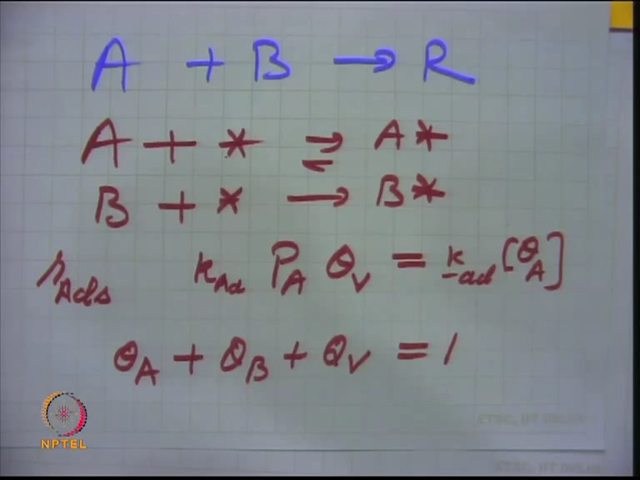 A + B → R
A + * ⇌ A*
B + * → B*
r_Ads k_Ad P_A θ_V = k_-ad [θ_A]
θ_A + θ_B + θ_V = 1
NPTEL